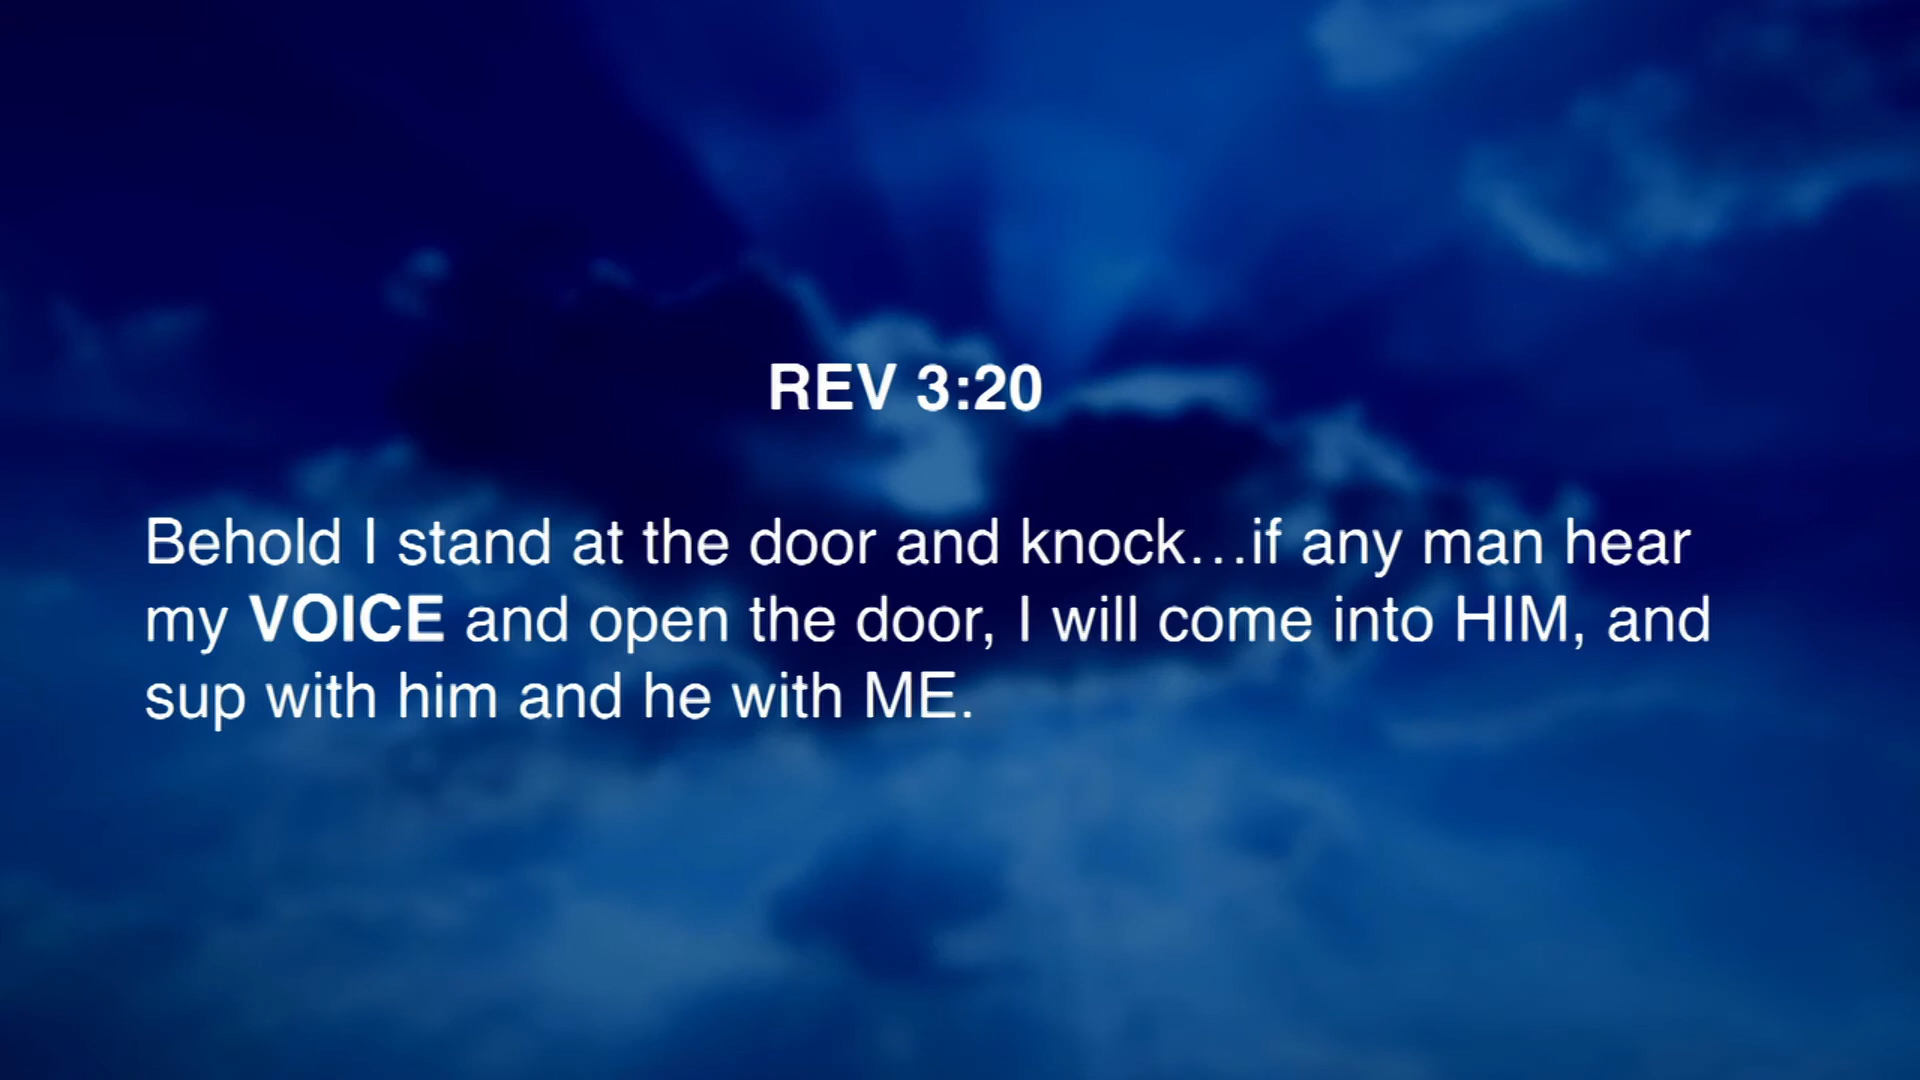 REV 3:20
Behold I stand at the door and knock…if any man hear
my VOICE and open the door, I will come into HIM, and
sup with him and he with ME.